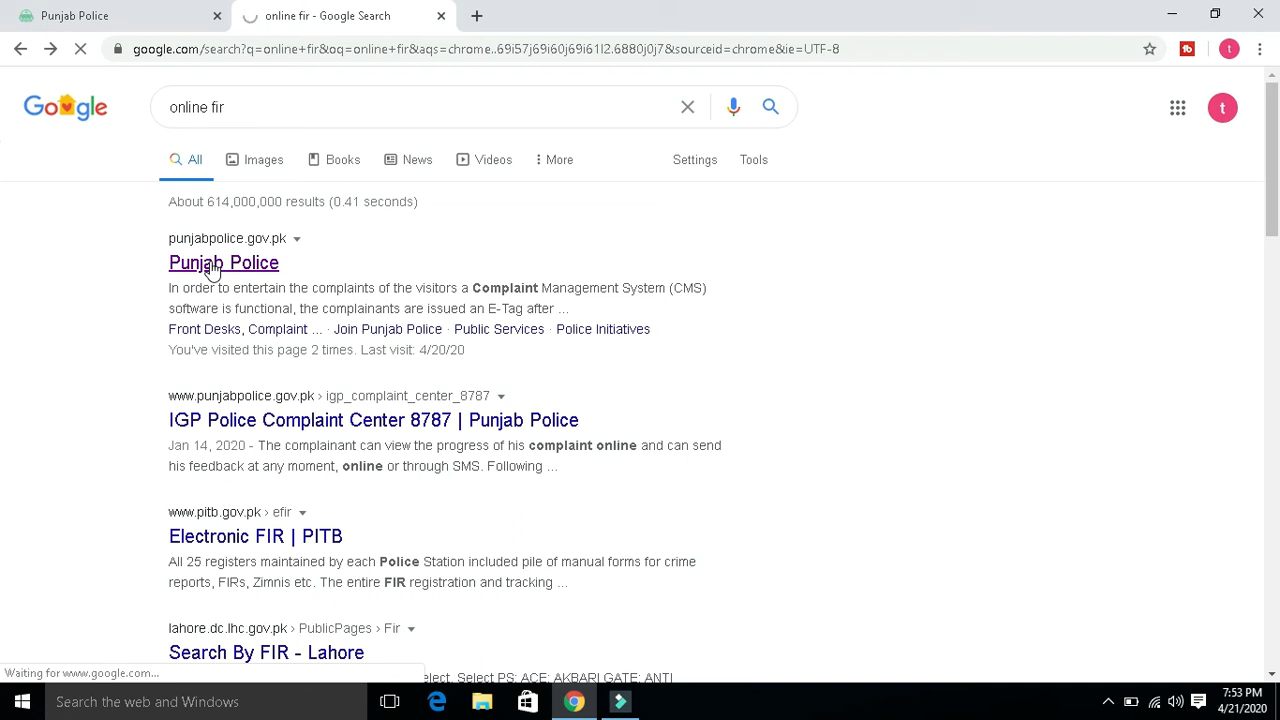 Punjab Police
online fir - Google Search
google.com/search?q=online+fir&oq=online+fir&aqs=chrome..69i57j69i60j69i61l2.6880j0j7&sourceid=chrome&ie=UTF-8
t
Google
online fir
t
All
Images
Books
News
Videos
More
Settings
Tools
About 614,000,000 results (0.41 seconds)
punjabpolice.gov.pk
Punjab Police
In order to entertain the complaints of the visitors a Complaint Management System (CMS)
software is functional, the complainants are issued an E-Tag after ...
Front Desks, Complaint ... · Join Punjab Police · Public Services · Police Initiatives
You've visited this page 2 times. Last visit: 4/20/20
www.punjabpolice.gov.pk › igp_complaint_center_8787
IGP Police Complaint Center 8787 | Punjab Police
Jan 14, 2020 - The complainant can view the progress of his complaint online and can send
his feedback at any moment, online or through SMS. Following ...
www.pitb.gov.pk › efir
Electronic FIR | PITB
All 25 registers maintained by each Police Station included pile of manual forms for crime
reports, FIRs, Zimnis etc. The entire FIR registration and tracking ...
lahore.dc.lhc.gov.pk › PublicPages › Fir
Search By FIR - Lahore
Waiting for www.google.com...
elect, Select PS; ACE; AKBARI GATE; ANTI
Search the web and Windows
7:53 PM
4/21/2020